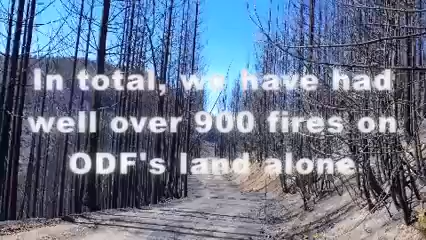 In total, we have had
well over 900 fires on
ODF's land alone